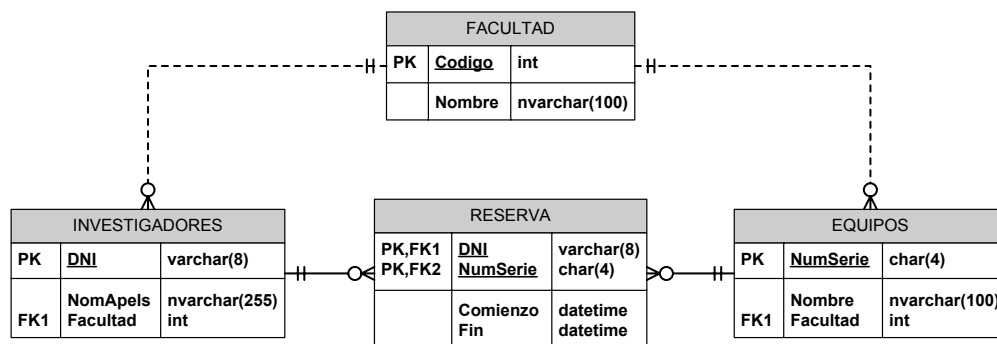 FACULTAD
PK Codigo int
Nombre nvarchar(100)
INVESTIGADORES
PK DNI varchar(8)
NomApels nvarchar(255)
FK1 Facultad int
RESERVA
PK,FK1 DNI varchar(8)
PK,FK2 NumSerie char(4)
Comienzo datetime
Fin datetime
EQUIPOS
PK NumSerie char(4)
Nombre nvarchar(100)
FK1 Facultad int